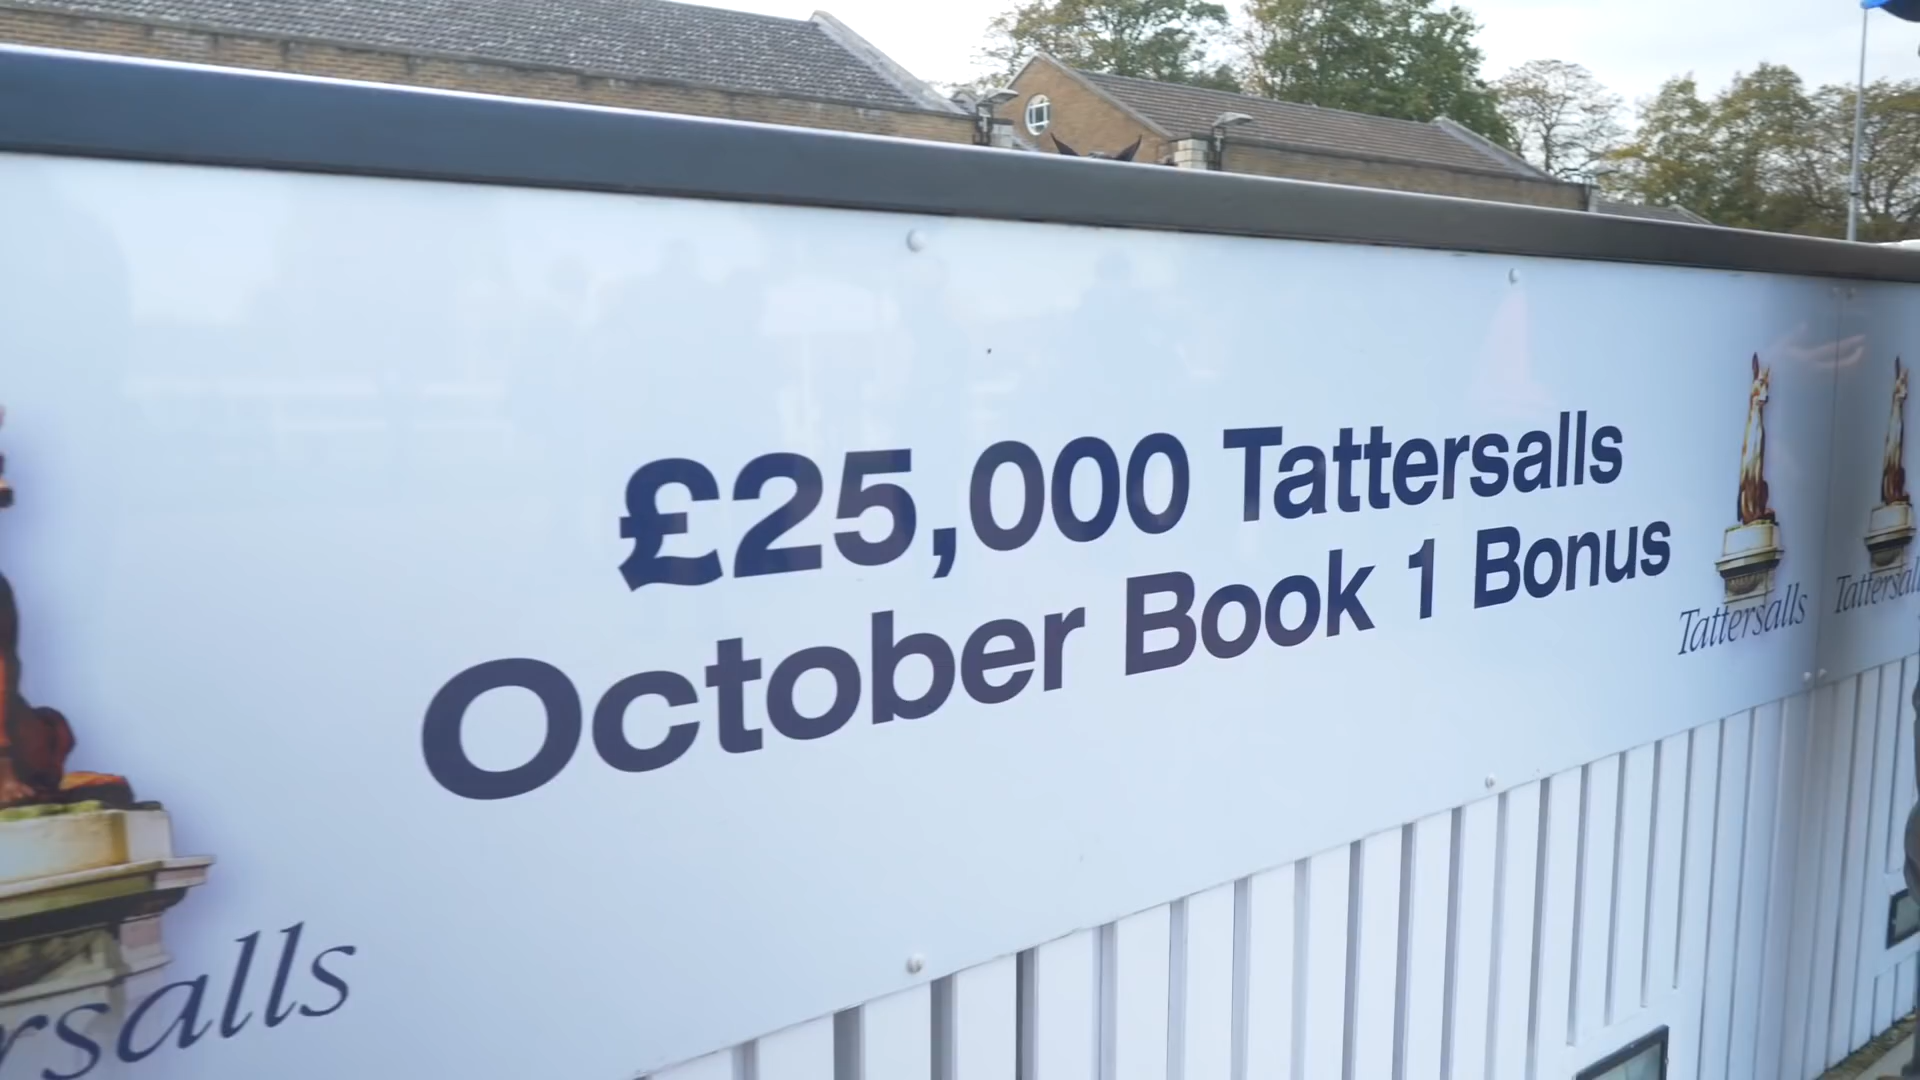 £25,000 Tattersalls
October Book 1 Bonus
Tattersalls
Tattersalls
rsalls